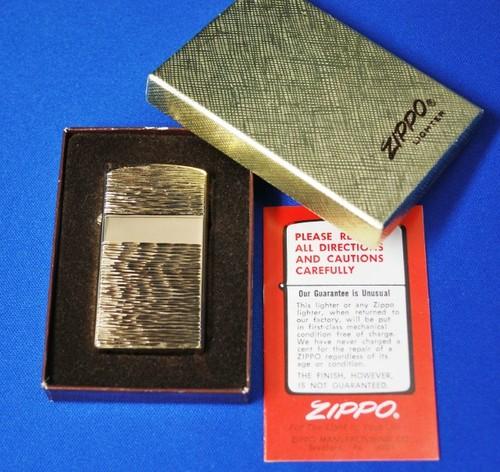 ZIPPO®
LIGHTER
PLEASE
ALL DIRECTIONS
AND CAUTIONS
CAREFULLY
Our Guarantee is Unusual
This lighter or any Zippo
lighter, when returned to
our factory, will be put
in first-class mechanical
condition free of charge.
We have never charged a
cent for the repair of a
ZIPPO regardless of its
age or condition.
THE FINISH, HOWEVER,
IS NOT GUARANTEED.
ZIPPO®
ZIPPO MANUFACTURING CO.